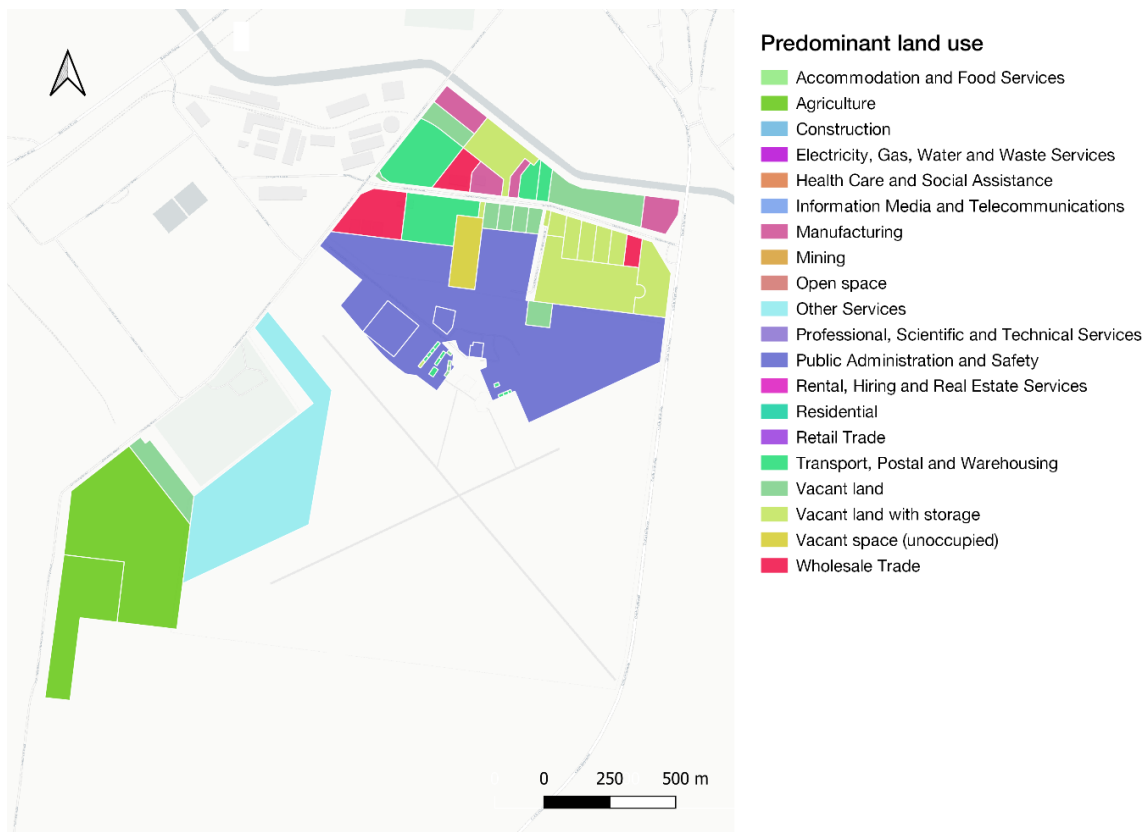 Predominant land use
Accommodation and Food Services
Agriculture
Construction
Electricity, Gas, Water and Waste Services
Health Care and Social Assistance
Information Media and Telecommunications
Manufacturing
Mining
Open space
Other Services
Professional, Scientific and Technical Services
Public Administration and Safety
Rental, Hiring and Real Estate Services
Residential
Retail Trade
Transport, Postal and Warehousing
Vacant land
Vacant land with storage
Vacant space (unoccupied)
Wholesale Trade
0 250 500 m